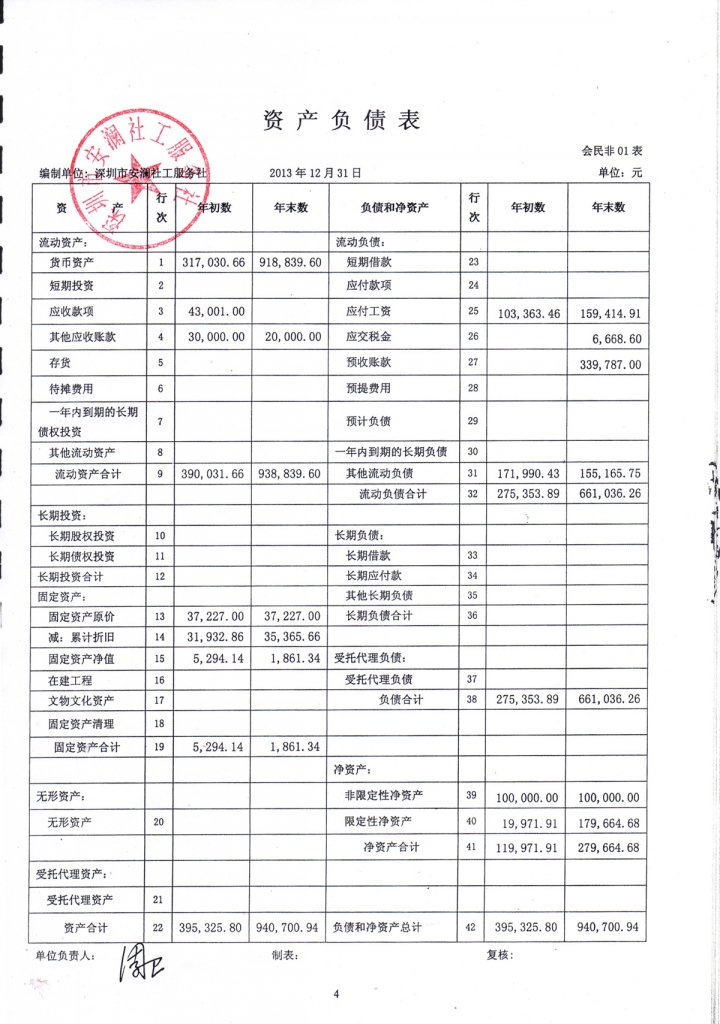 资产负债表
会民非01表
编制单位：深圳市安澜社工服务社 2013年12月31日 单位：元
深圳市安澜社工服务社
资产 行次 年初数 年末数 负债和净资产 行次 年初数 年末数
流动资产： 流动负债：
货币资产 1 317,030.66 918,839.60 短期借款 23
短期投资 2 应付款项 24
应收款项 3 43,001.00 应付工资 25 103,363.46 159,414.91
其他应收账款 4 30,000.00 20,000.00 应交税金 26 6,668.60
存货 5 预收账款 27 339,787.00
待摊费用 6 预提费用 28
一年内到期的长期债权投资 7 预计负债 29
其他流动资产 8 一年内到期的长期负债 30
流动资产合计 9 390,031.66 938,839.60 其他流动负债 31 171,990.43 155,165.75
流动负债合计 32 275,353.89 661,036.26
长期投资：
长期股权投资 10 长期负债：
长期债权投资 11 长期借款 33
长期投资合计 12 长期应付款 34
固定资产： 其他长期负债 35
固定资产原价 13 37,227.00 37,227.00 长期负债合计 36
减：累计折旧 14 31,932.86 35,365.66
固定资产净值 15 5,294.14 1,861.34 受托代理负债：
在建工程 16 受托代理负债 37
文物文化资产 17 负债合计 38 275,353.89 661,036.26
固定资产清理 18
固定资产合计 19 5,294.14 1,861.34
净资产：
无形资产： 非限定性净资产 39 100,000.00 100,000.00
无形资产 20 限定性净资产 40 19,971.91 179,664.68
净资产合计 41 119,971.91 279,664.68
受托代理资产：
受托代理资产 21
资产合计 22 395,325.80 940,700.94 负债和净资产总计 42 395,325.80 940,700.94
单位负责人： 制表： 复核：
4